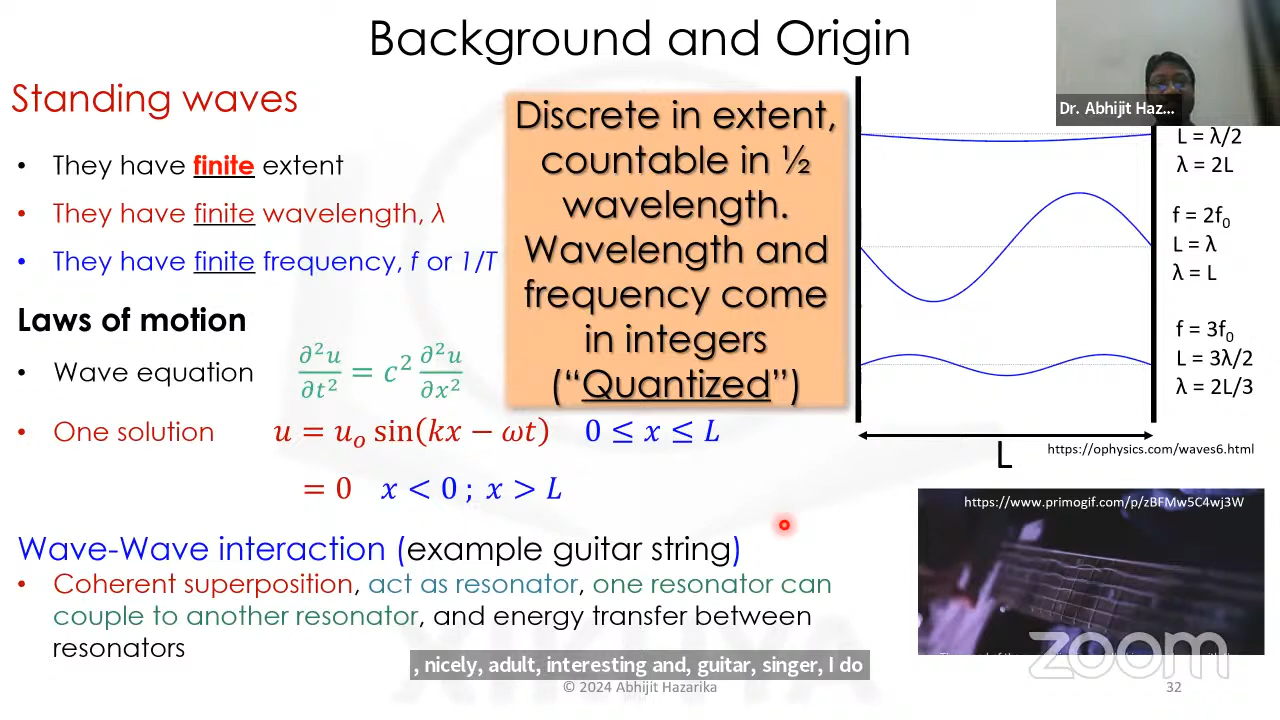 Background and Origin
Dr. Abhijit Haz...
Standing waves
• They have finite extent
• They have finite wavelength, λ
• They have finite frequency, f or 1/T
Discrete in extent,
countable in ½
wavelength.
Wavelength and
frequency come
in integers
(“Quantized”)
L = λ/2
λ = 2L
f = 2f₀
L = λ
λ = L
f = 3f₀
L = 3λ/2
λ = 2L/3
L
https://ophysics.com/waves6.html
Laws of motion
• Wave equation ∂²u/∂t² = c² ∂²u/∂x²
• One solution u = uₒ sin(kx − ωt) 0 ≤ x ≤ L
= 0 x < 0 ; x > L
https://www.primogif.com/p/zBFMw5C4wj3W
Wave-Wave interaction (example guitar string)
• Coherent superposition, act as resonator, one resonator can
couple to another resonator, and energy transfer between
resonators
zoom
, nicely, adult, interesting and, guitar, singer, I do
© 2024 Abhijit Hazarika
32